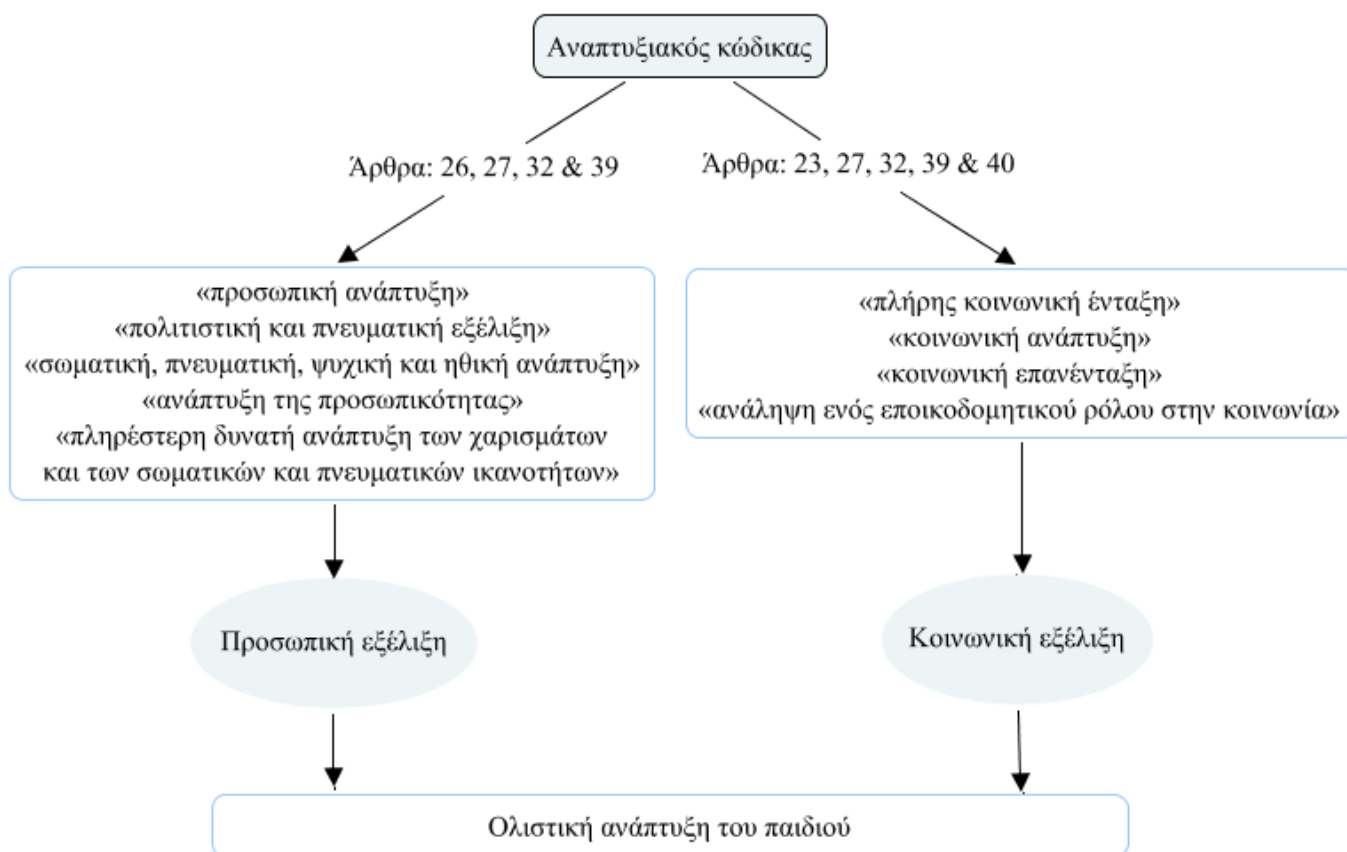 Αναπτυξιακός κώδικας
Άρθρα: 26, 27, 32 & 39
Άρθρα: 23, 27, 32, 39 & 40
«προσωπική ανάπτυξη»
«πολιτιστική και πνευματική εξέλιξη»
«σωματική, πνευματική, ψυχική και ηθική ανάπτυξη»
«ανάπτυξη της προσωπικότητας»
«πληρέστερη δυνατή ανάπτυξη των χαρισμάτων
και των σωματικών και πνευματικών ικανοτήτων»
«πλήρης κοινωνική ένταξη»
«κοινωνική ανάπτυξη»
«κοινωνική επανένταξη»
«ανάληψη ενός εποικοδομητικού ρόλου στην κοινωνία»
Προσωπική εξέλιξη
Κοινωνική εξέλιξη
Ολιστική ανάπτυξη του παιδιού